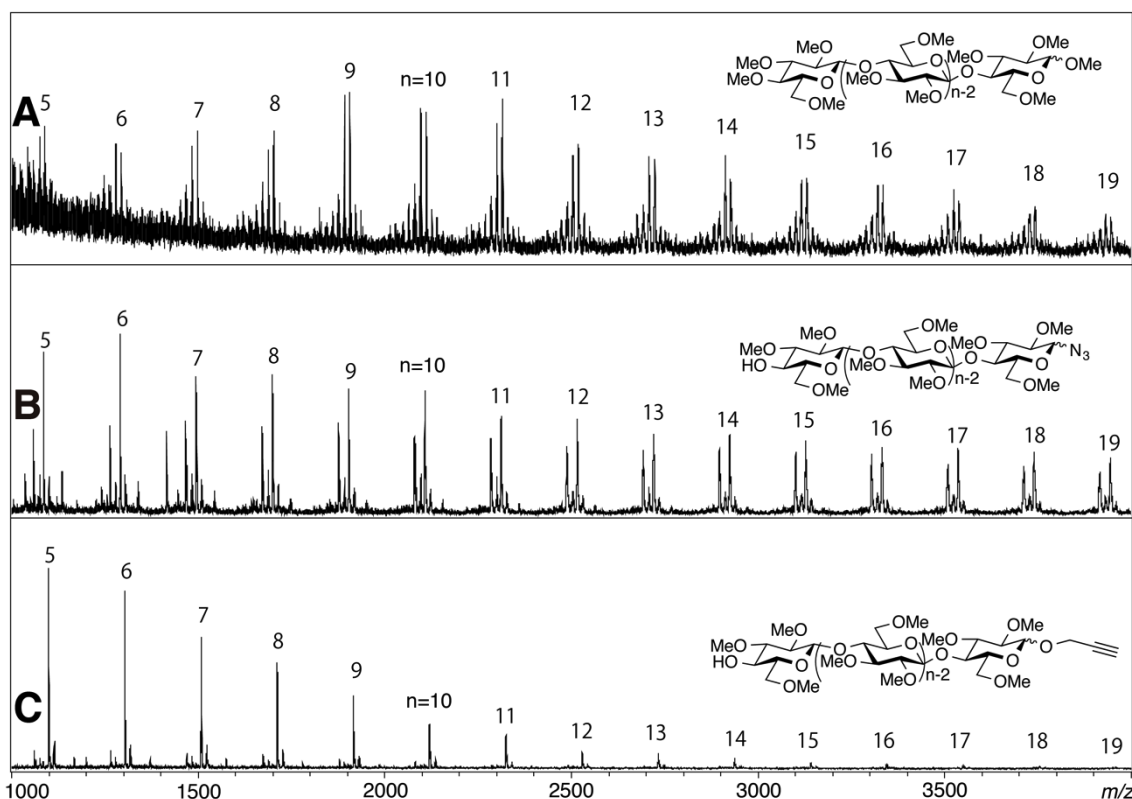 A
5 6 7 8 9 n=10 11 12 13 14 15 16 17 18 19
MeO MeO MeO OMe O OMe O MeO O MeO OMe n-2 O MeO OMe O OMe OMe
B
5 6 7 8 9 n=10 11 12 13 14 15 16 17 18 19
MeO HO OMe O OMe O OMe O MeO OMe n-2 O MeO OMe O N3 OMe
C
5 6 7 8 9 n=10 11 12 13 14 15 16 17 18 19
MeO HO OMe O OMe O OMe O MeO OMe n-2 O MeO OMe O O OMe
1000 1500 2000 2500 3000 3500 m/z